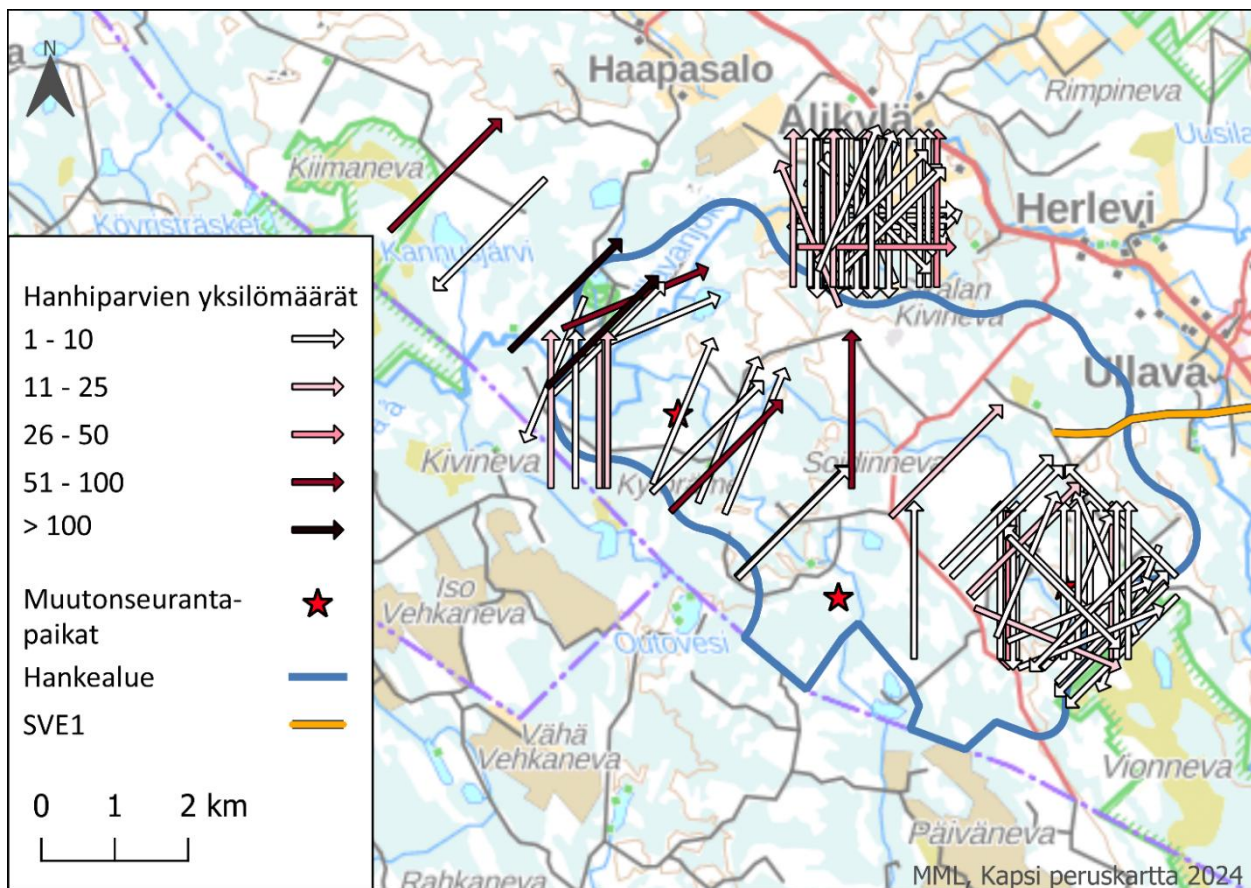 Haapasalo
a
N
Rimpineva
Alikylä
Uusila
Kiimaneva
Kövristräsket
Herlevi
Kannusjärvi
Hanhiparvien yksilömäärät
1 - 10
11 - 25
26 - 50
51 - 100
> 100
Muutonseuranta-
paikat
Hankealue
SVE1
0 1 2 km
alan
Kivineva
Ullava
Kivineva
Soidinneva
Iso
Vehkaneva
Outovesi
Vähä
Vehkaneva
Vionneva
Päiväneva
Rahkaneva
MML, Kapsi peruskartta 2024